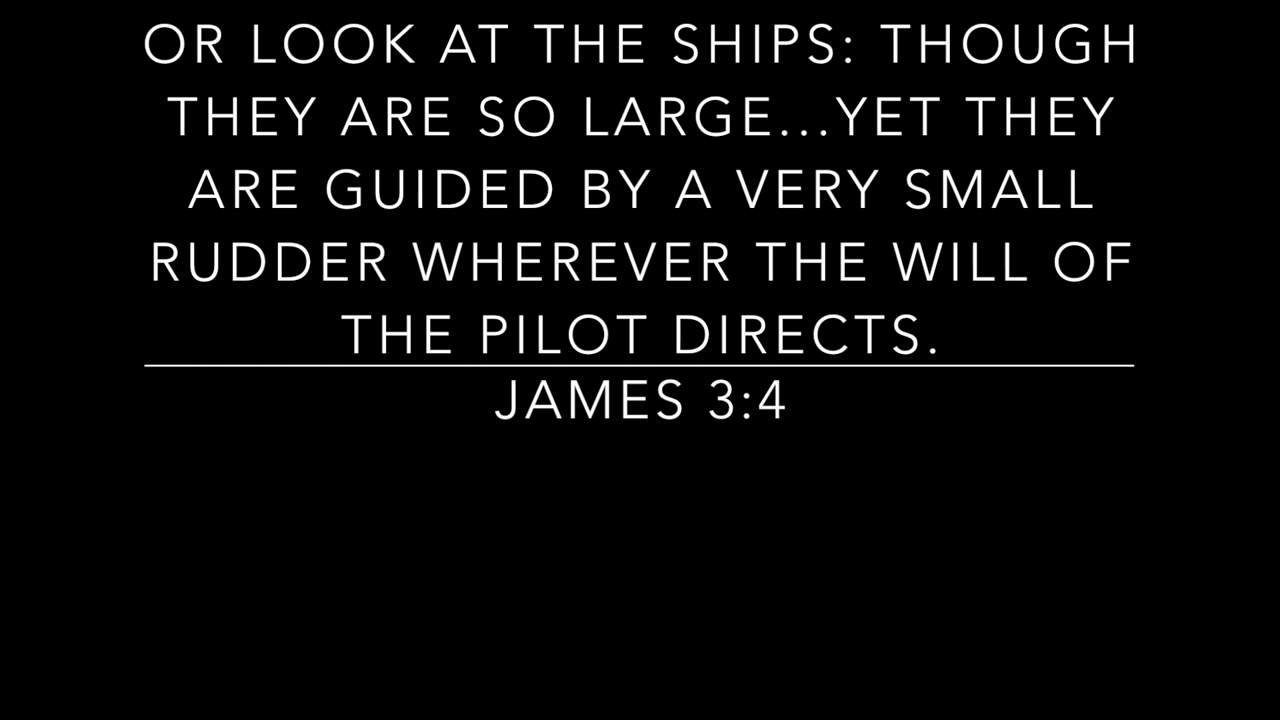 OR LOOK AT THE SHIPS: THOUGH
THEY ARE SO LARGE...YET THEY
ARE GUIDED BY A VERY SMALL
RUDDER WHEREVER THE WILL OF
THE PILOT DIRECTS.
JAMES 3:4